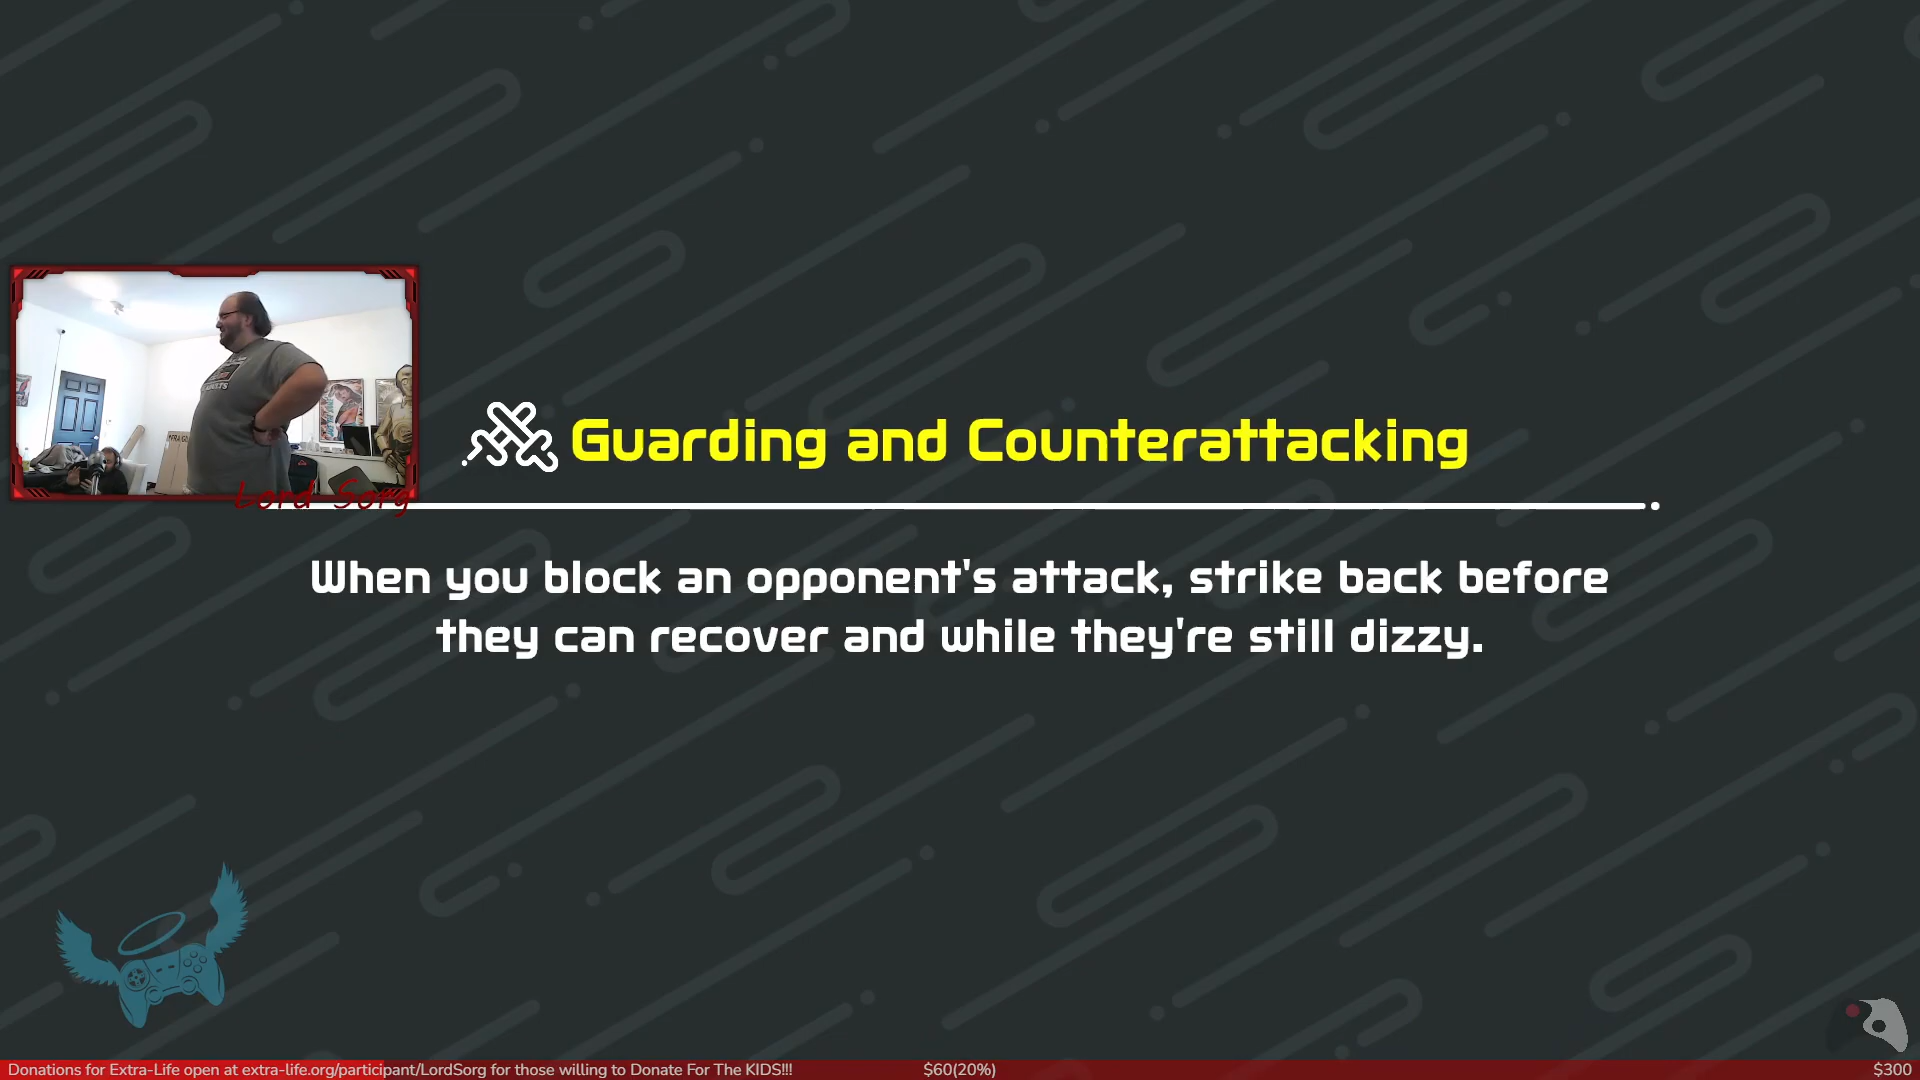 Guarding and Counterattacking
Lord Sorg
When you block an opponent's attack, strike back before
they can recover and while they're still dizzy.
Donations for Extra-Life open at extra-life.org/participant/LordSorg for those willing to Donate For The KIDS!!! $60(20%) $300